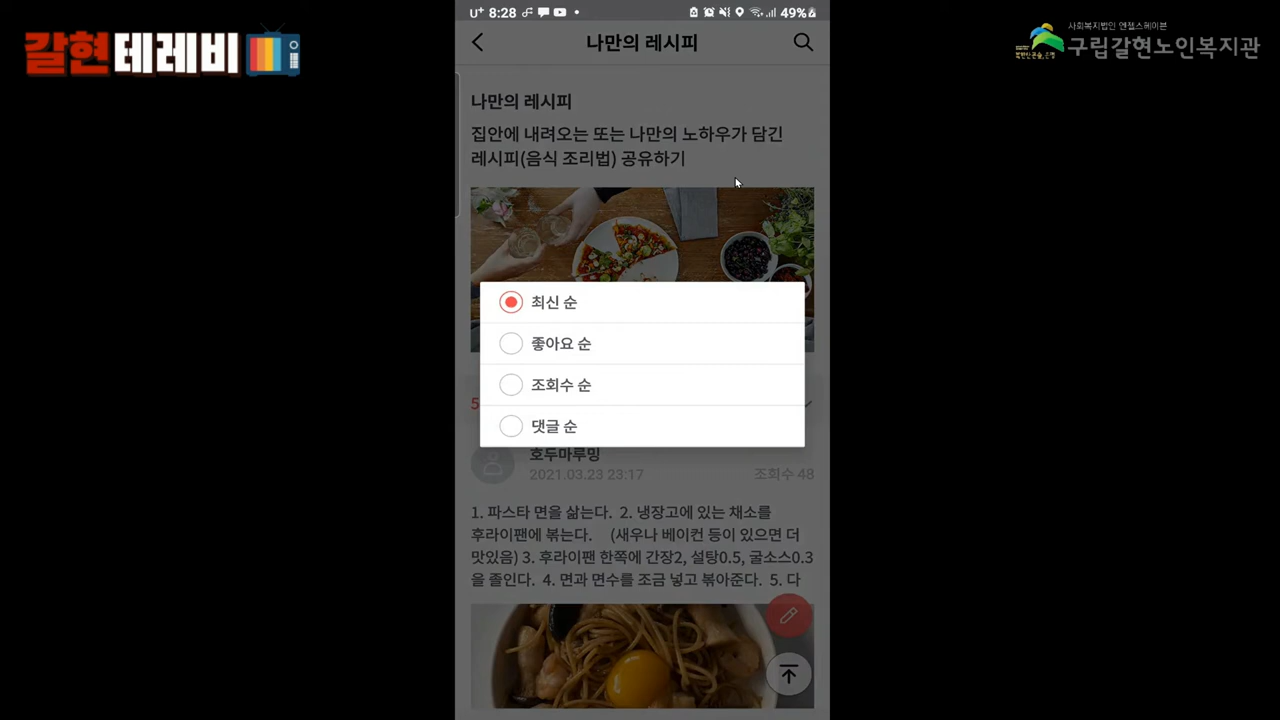 갈현테레비
사회복지법인 엔젤스헤이븐
구립갈현노인복지관
U+ 8:28
49%
나만의 레시피
나만의 레시피
집안에 내려오는 또는 나만의 노하우가 담긴
레시피(음식 조리법) 공유하기
최신 순
좋아요 순
조회수 순
댓글 순
5
호두마루밍
2021.03.23 23:17
조회수 48
1. 파스타 면을 삶는다. 2. 냉장고에 있는 채소를
후라이팬에 볶는다. (새우나 베이컨 등이 있으면 더
맛있음) 3. 후라이팬 한쪽에 간장2, 설탕0.5, 굴소스0.3
을 졸인다. 4. 면과 면수를 조금 넣고 볶아준다. 5. 다